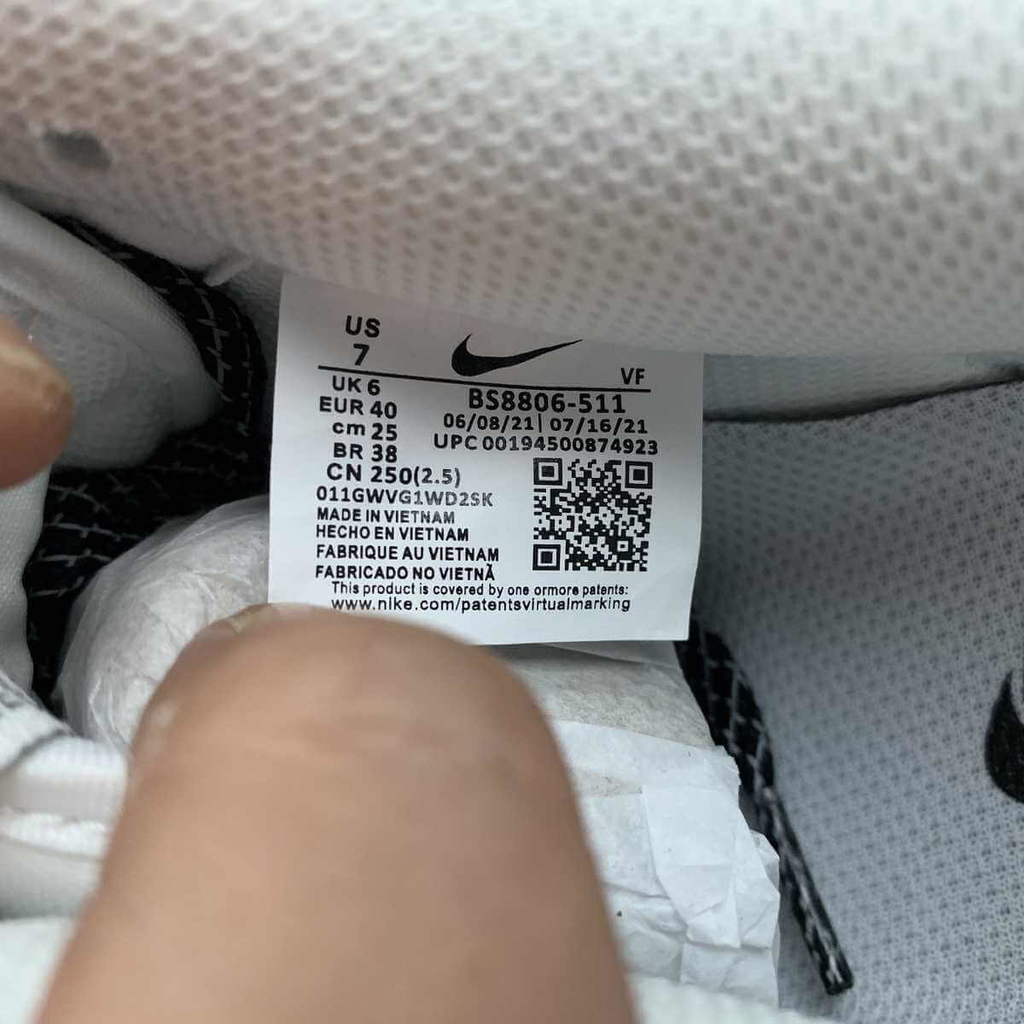 US
7
VF
UK 6
EUR 40
cm 25
BR 38
CN 250(2.5)
BS8806-511
06/08/21| 07/16/21
UPC 00194500874923
011GWVG1WD2SK
MADE IN VIETNAM
HECHO EN VIETNAM
FABRIQUE AU VIETNAM
FABRICADO NO VIETNÃ
This product is covered by one ormore patents:
www.nike.com/patentsvirtualmarking